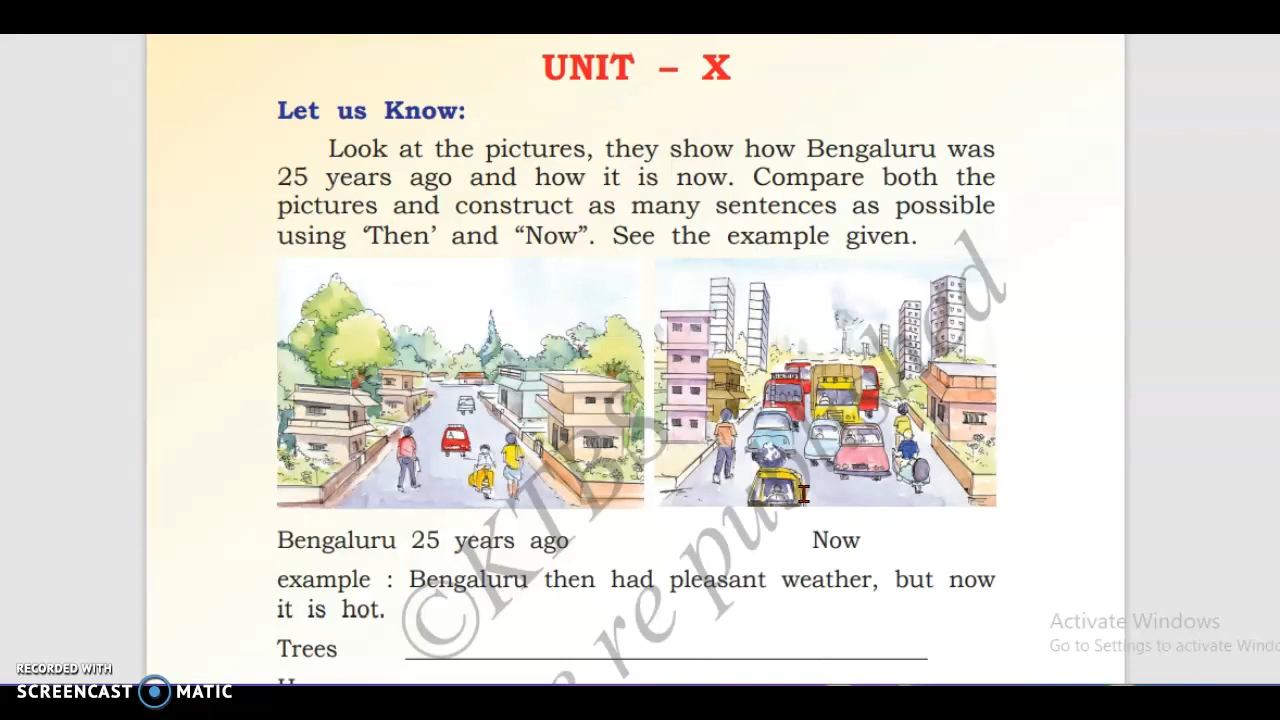 UNIT – X
Let us Know:
Look at the pictures, they show how Bengaluru was
25 years ago and how it is now. Compare both the
pictures and construct as many sentences as possible
using ‘Then’ and “Now”. See the example given.
Bengaluru 25 years ago
Now
example : Bengaluru then had pleasant weather, but now
it is hot.
Trees
©KTBS
re published
Activate Windows
Go to Settings to activate Windo
RECORDED WITH
SCREENCAST MATIC